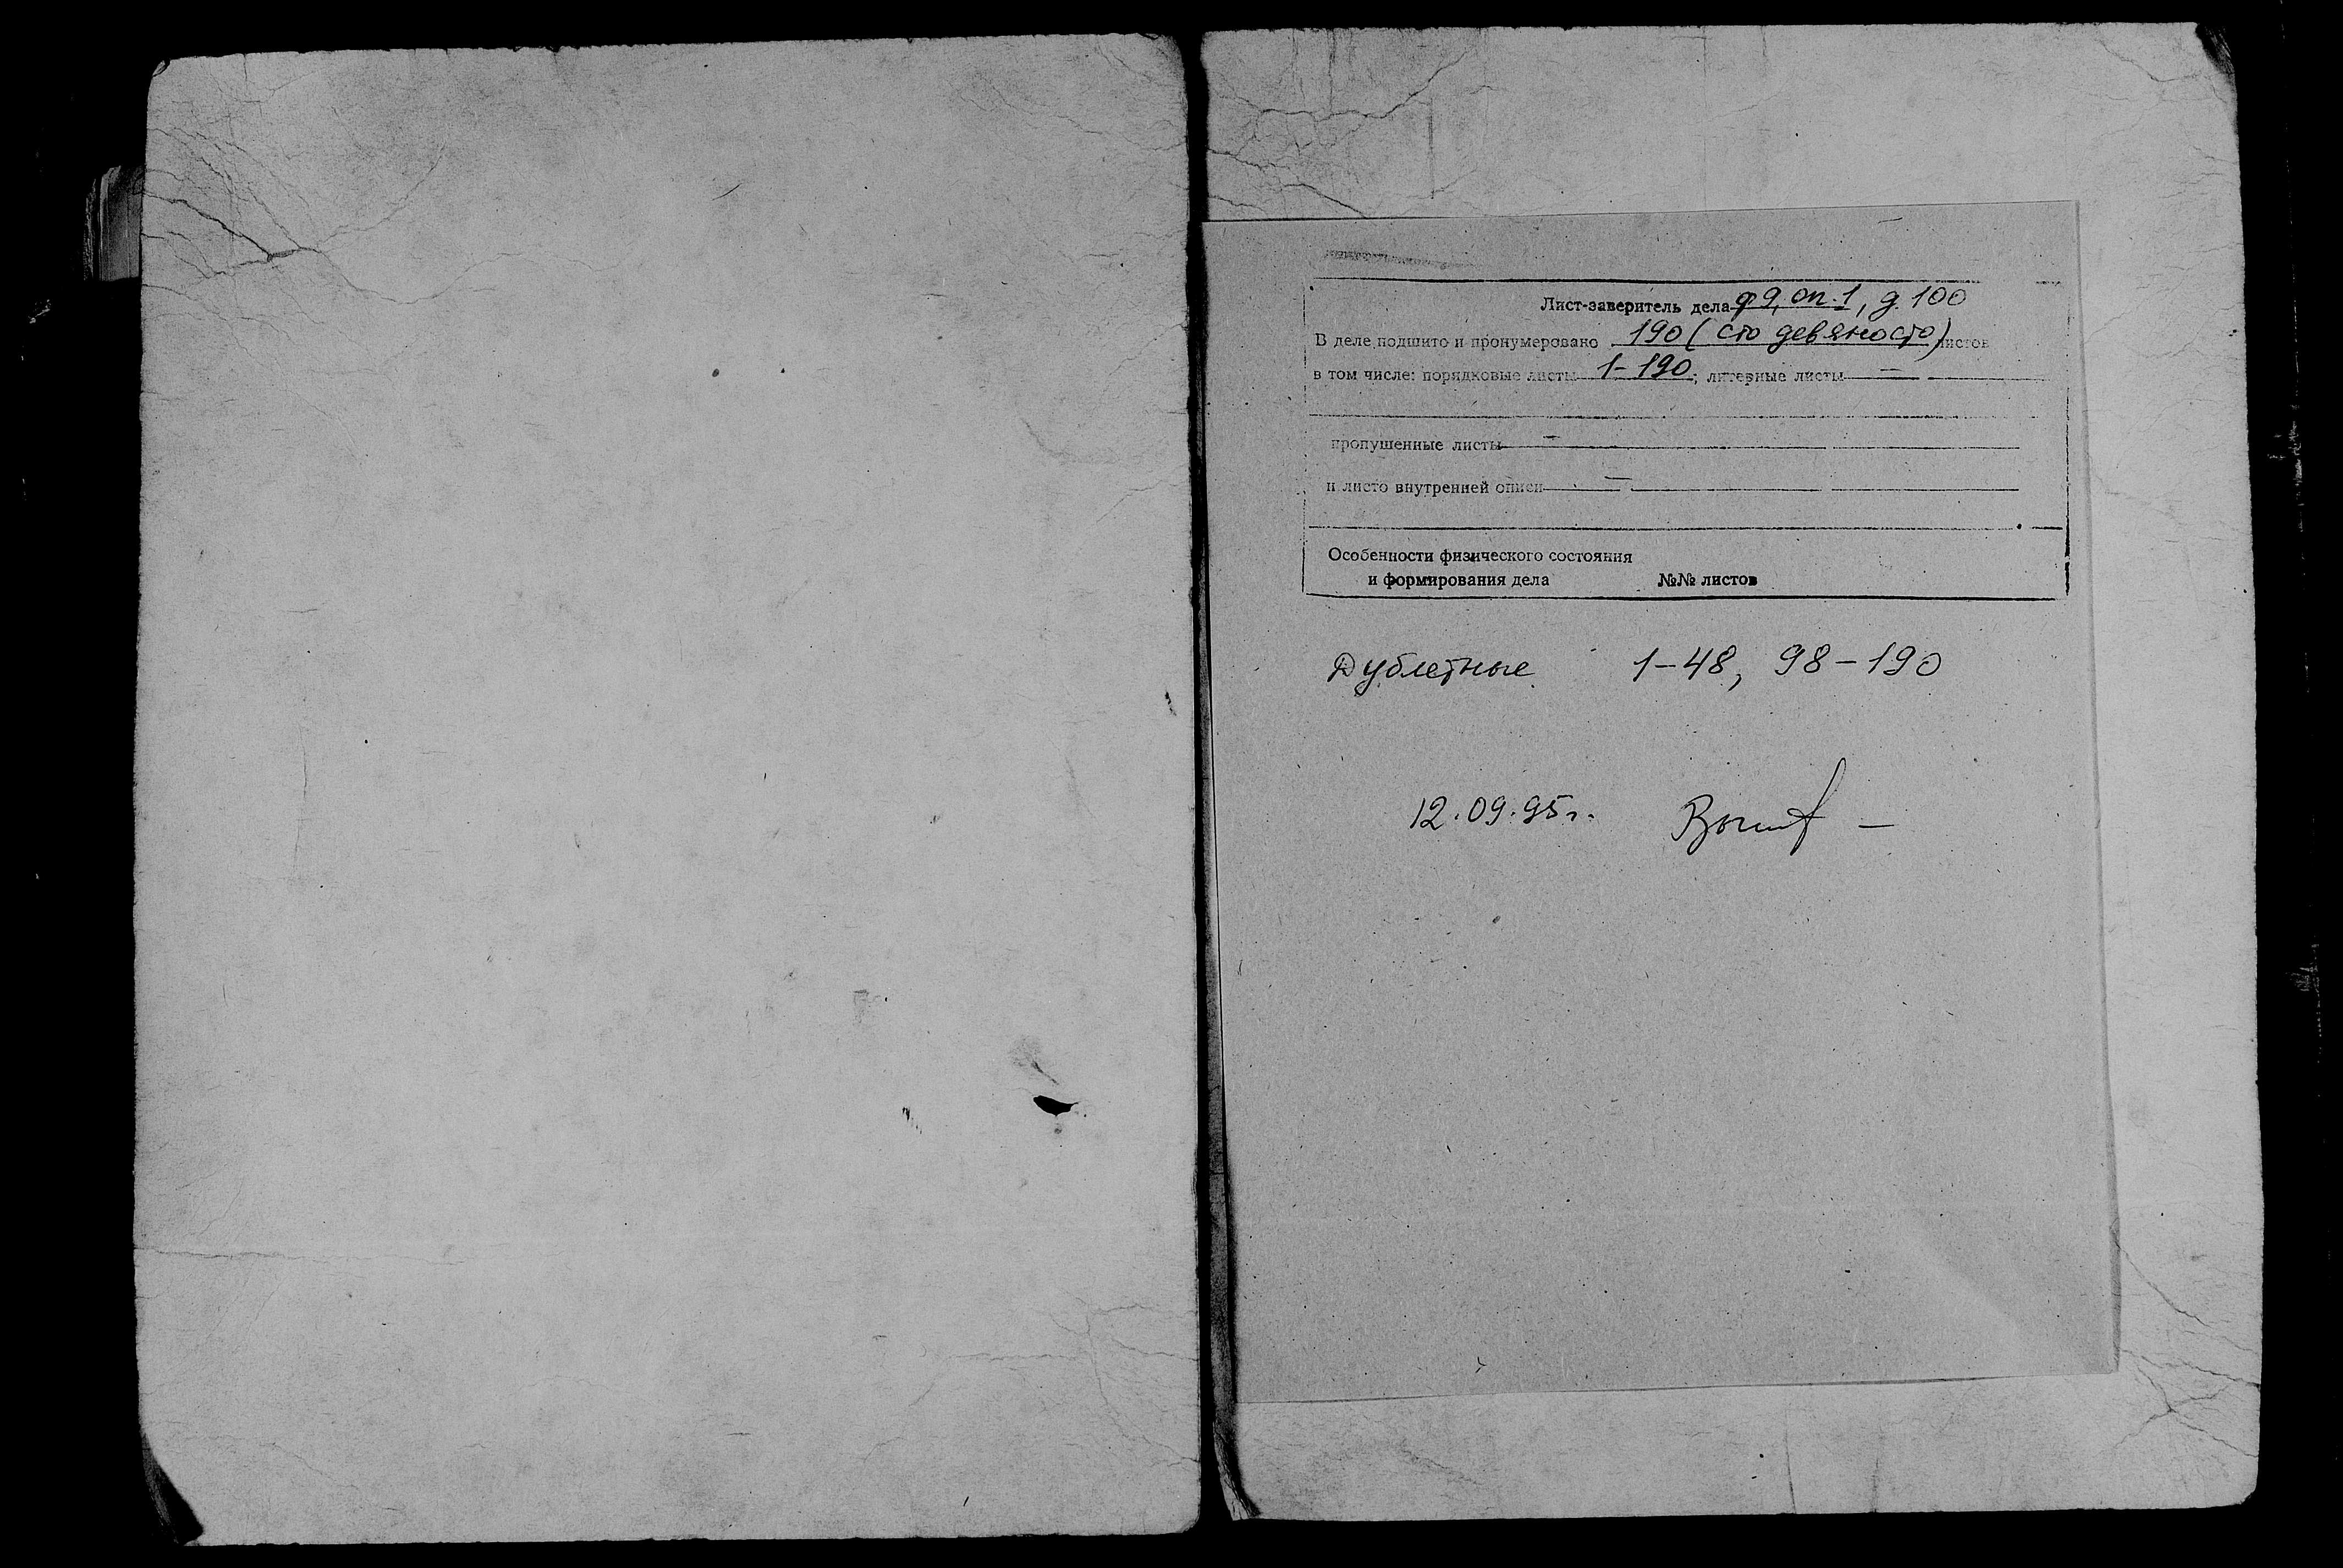 Лист-заверитель дела ф 9, оп. 1, д. 100
В деле подшито и пронумеровано 190 (сто девяносто) листов
в том числе: порядковые листы 1-190; литерные листы —
пропушенные листы —
и листо внутренней описи —
Особенности физического состояния
и формирования дела №№ листов
Дублетные 1-48, 98-190
12.09.95г.